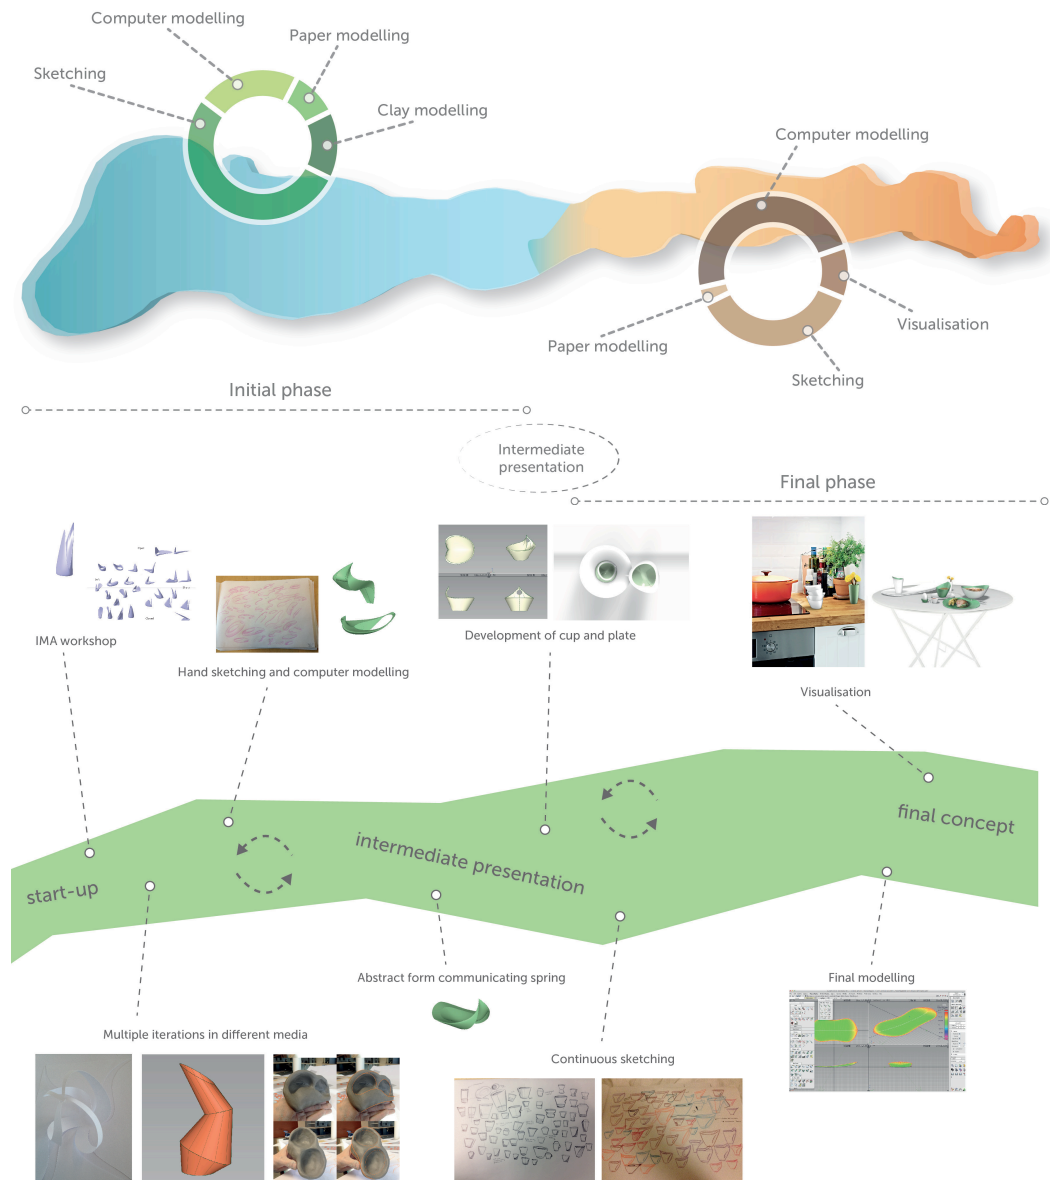 Computer modelling
Paper modelling
Sketching
Clay modelling
Computer modelling
Visualisation
Paper modelling
Sketching
Initial phase
Intermediate
presentation
Final phase
IMA workshop
Development of cup and plate
Hand sketching and computer modelling
Visualisation
final concept
intermediate presentation
start-up
Abstract form communicating spring
Final modelling
Multiple iterations in different media
Continuous sketching